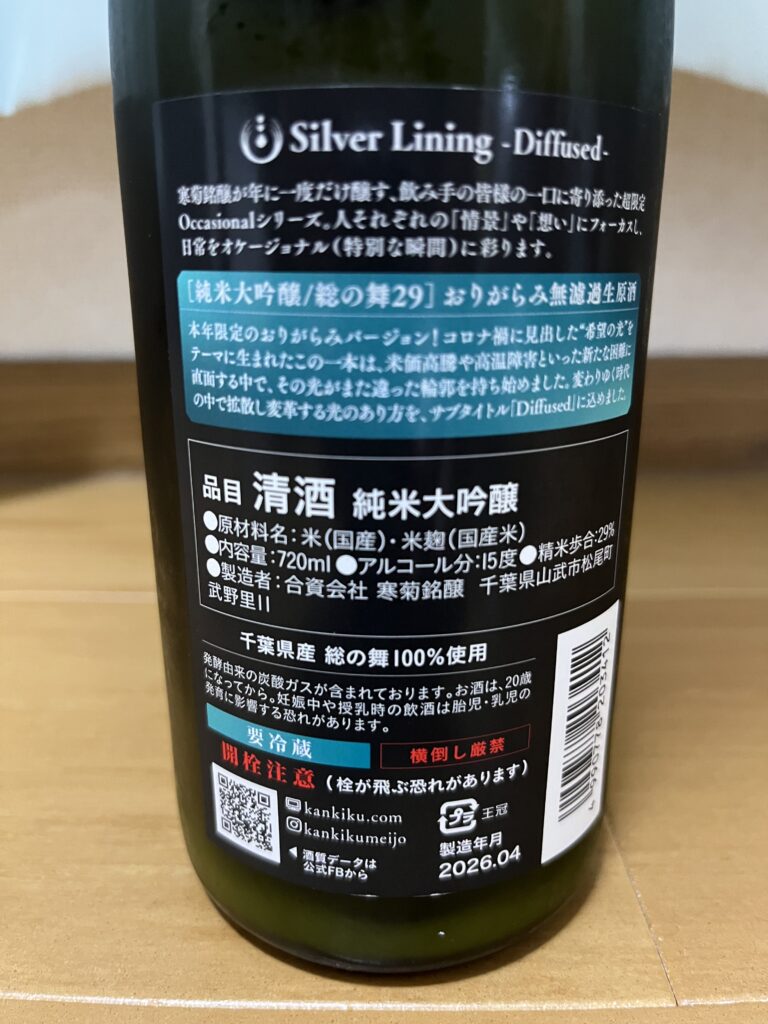 Silver Lining -Diffused-
寒菊銘醸が年に一度だけ醸す、飲み手の皆様の一口に寄り添った超限定
Occasionalシリーズ。人それぞれの「情景」や「想い」にフォーカスし、
日常をオケージョナル(特別な瞬間)に彩ります。
[純米大吟醸/総の舞29] おりがらみ無濾過生原酒
本年限定のおりがらみバージョン!コロナ禍に見出した“希望の光”を
テーマに生まれたこの一本は、米価高騰や高温障害といった新たな困難に
直面する中で、その光がまた違った輪郭を持ち始めました。変わりゆく時代
の中で拡散し変革する光のあり方を、サブタイトル「Diffused」に込めました。
品目 清酒 純米大吟醸
●原材料名:米(国産)・米麹(国産米)
●内容量:720ml ●アルコール分:15度 ●精米歩合:29%
●製造者:合資会社 寒菊銘醸 千葉県山武市松尾町
武野里11
千葉県産 総の舞100%使用
発酵由来の炭酸ガスが含まれております。お酒は、20歳
になってから。妊娠中や授乳時の飲酒は胎児・乳児の
発育に影響する恐れがあります。
要冷蔵 横倒し厳禁
開栓注意 (栓が飛ぶ恐れがあります)
kankiku.com
kankikumeijo
◀酒質データは
公式FBから
プラ 王冠
製造年月
2026.04
4 990778 203412